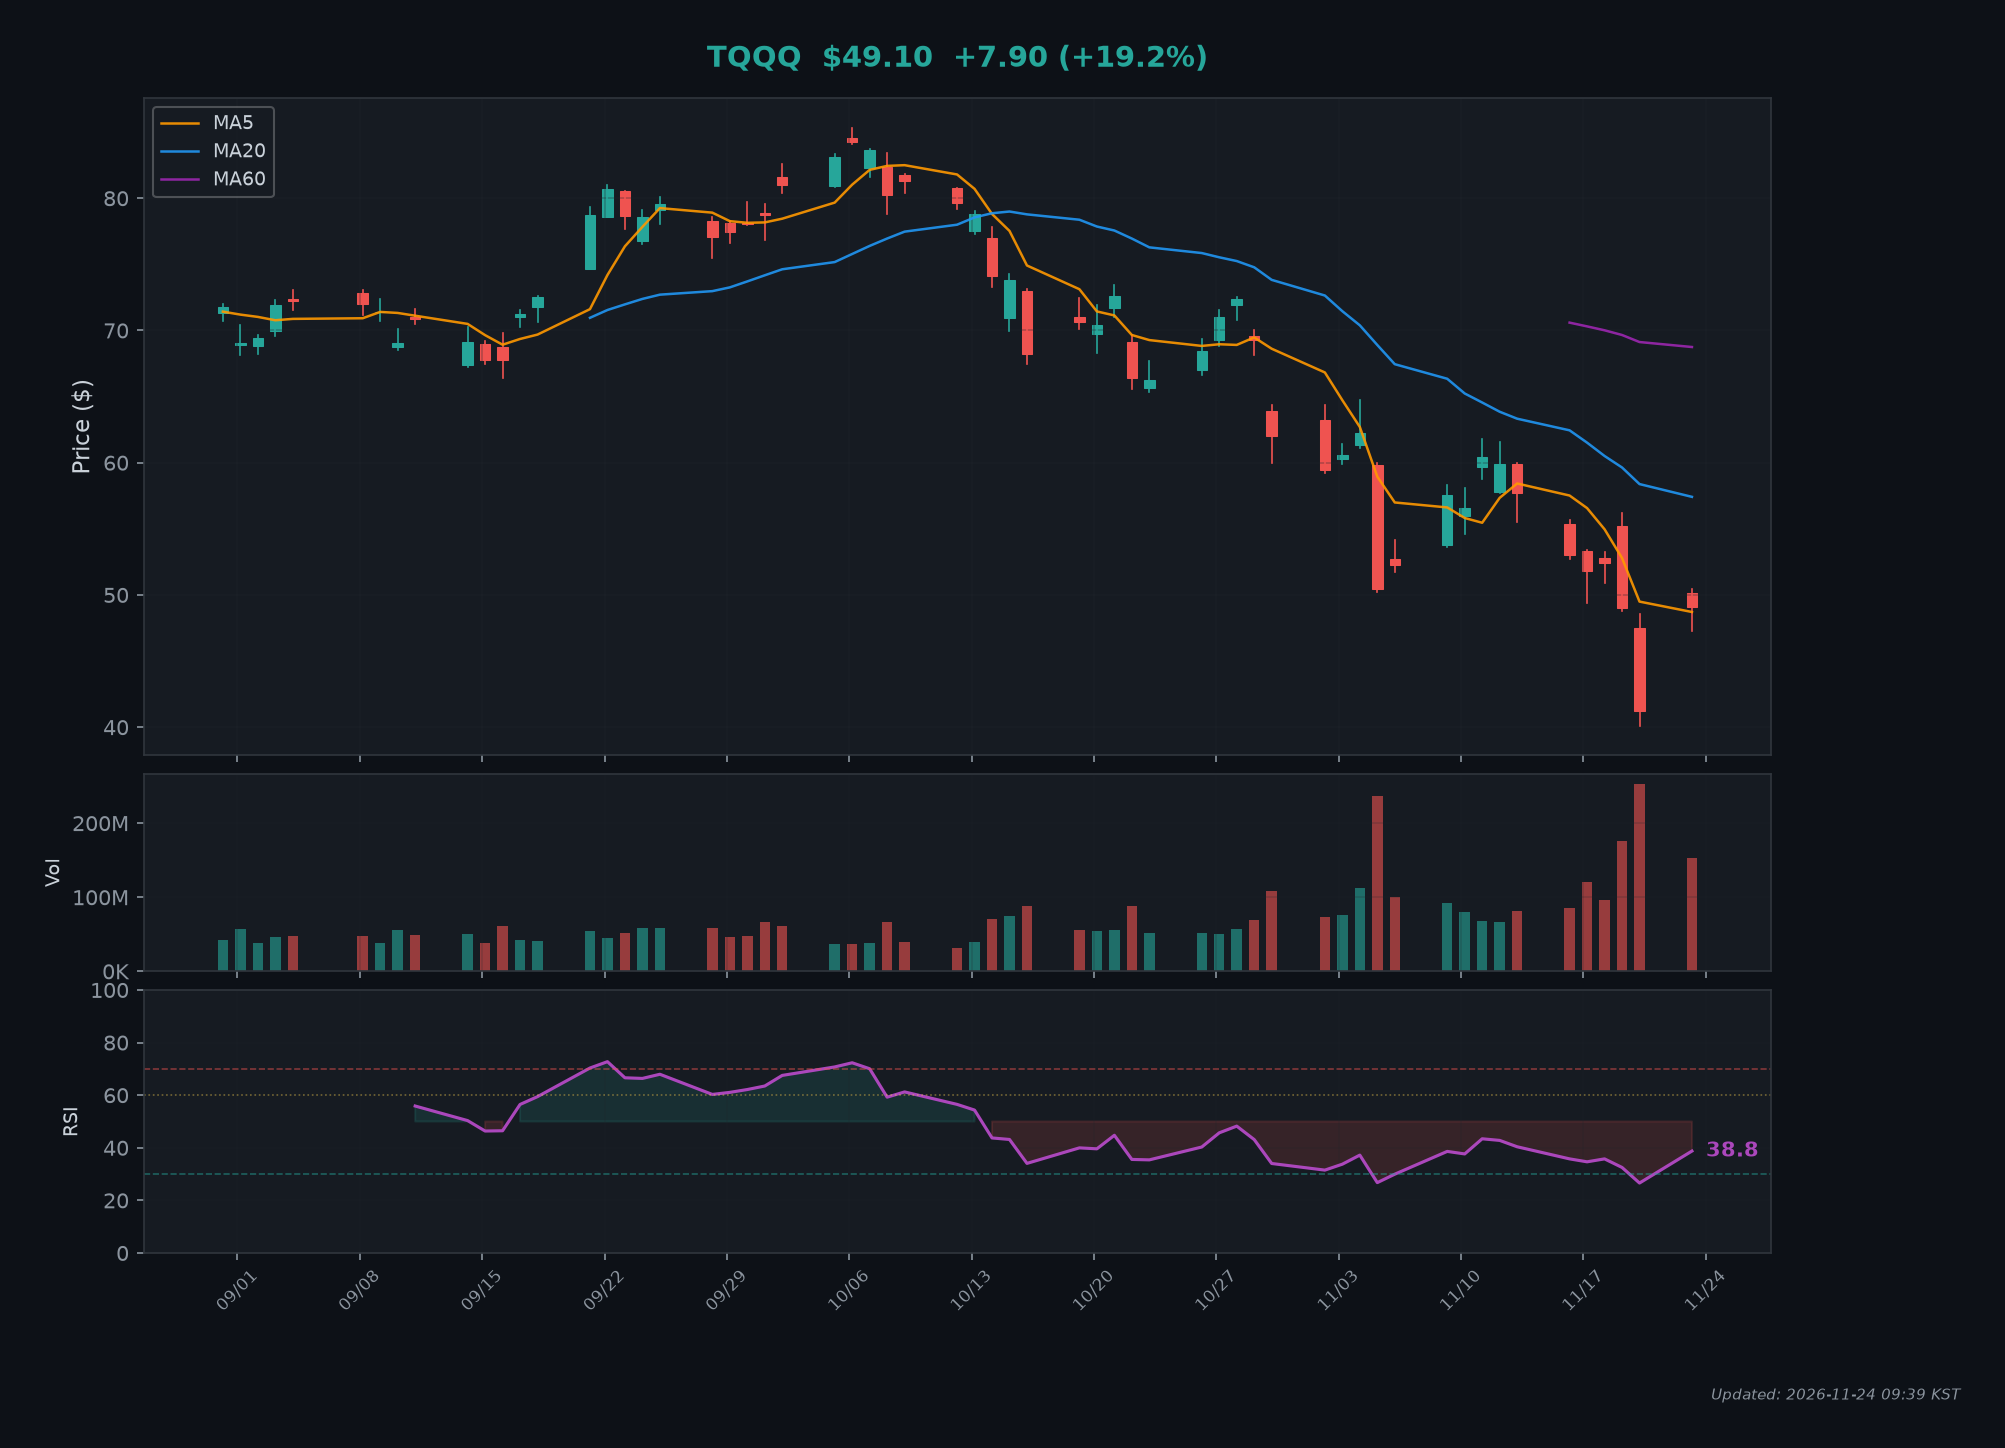 TQQQ  $49.10  +7.90 (+19.2%)
MA5
MA20
MA60
Price ($)
80
70
60
50
40
Vol
200M
100M
0K
RSI
100
80
60
40
20
0
38.8
09/01
09/08
09/15
09/22
09/29
10/06
10/13
10/20
10/27
11/03
11/10
11/17
11/24
Updated: 2026-11-24 09:39 KST